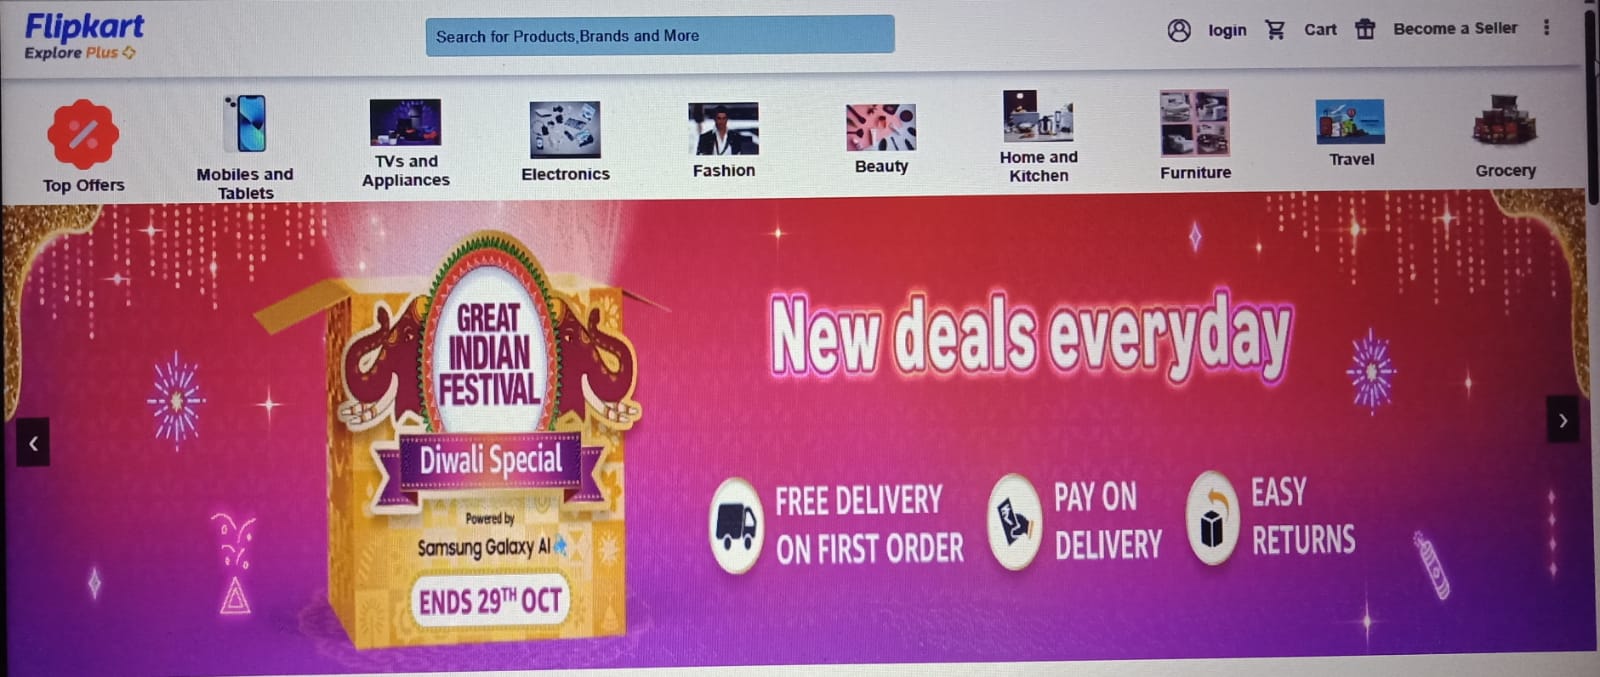 Flipkart
Explore Plus
Search for Products,Brands and More
login
Cart
Become a Seller
Top Offers
Mobiles and
Tablets
TVs and
Appliances
Electronics
Fashion
Beauty
Home and
Kitchen
Furniture
Travel
Grocery
GREAT
INDIAN
FESTIVAL
Diwali Special
Powered by
Samsung Galaxy AI
ENDS 29TH OCT
New deals everyday
FREE DELIVERY
ON FIRST ORDER
PAY ON
DELIVERY
EASY
RETURNS